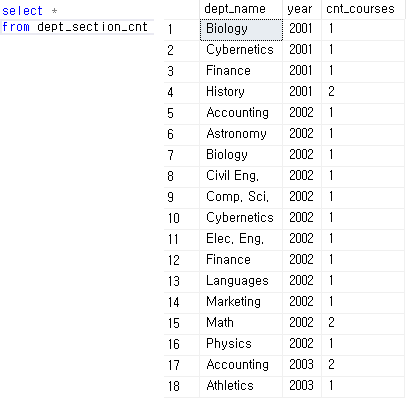 select *
from dept_section_cnt
dept_name year cnt_courses
1 Biology 2001 1
2 Cybernetics 2001 1
3 Finance 2001 1
4 History 2001 2
5 Accounting 2002 1
6 Astronomy 2002 1
7 Biology 2002 1
8 Civil Eng. 2002 1
9 Comp. Sci. 2002 1
10 Cybernetics 2002 1
11 Elec. Eng. 2002 1
12 Finance 2002 1
13 Languages 2002 1
14 Marketing 2002 1
15 Math 2002 2
16 Physics 2002 1
17 Accounting 2003 2
18 Athletics 2003 1